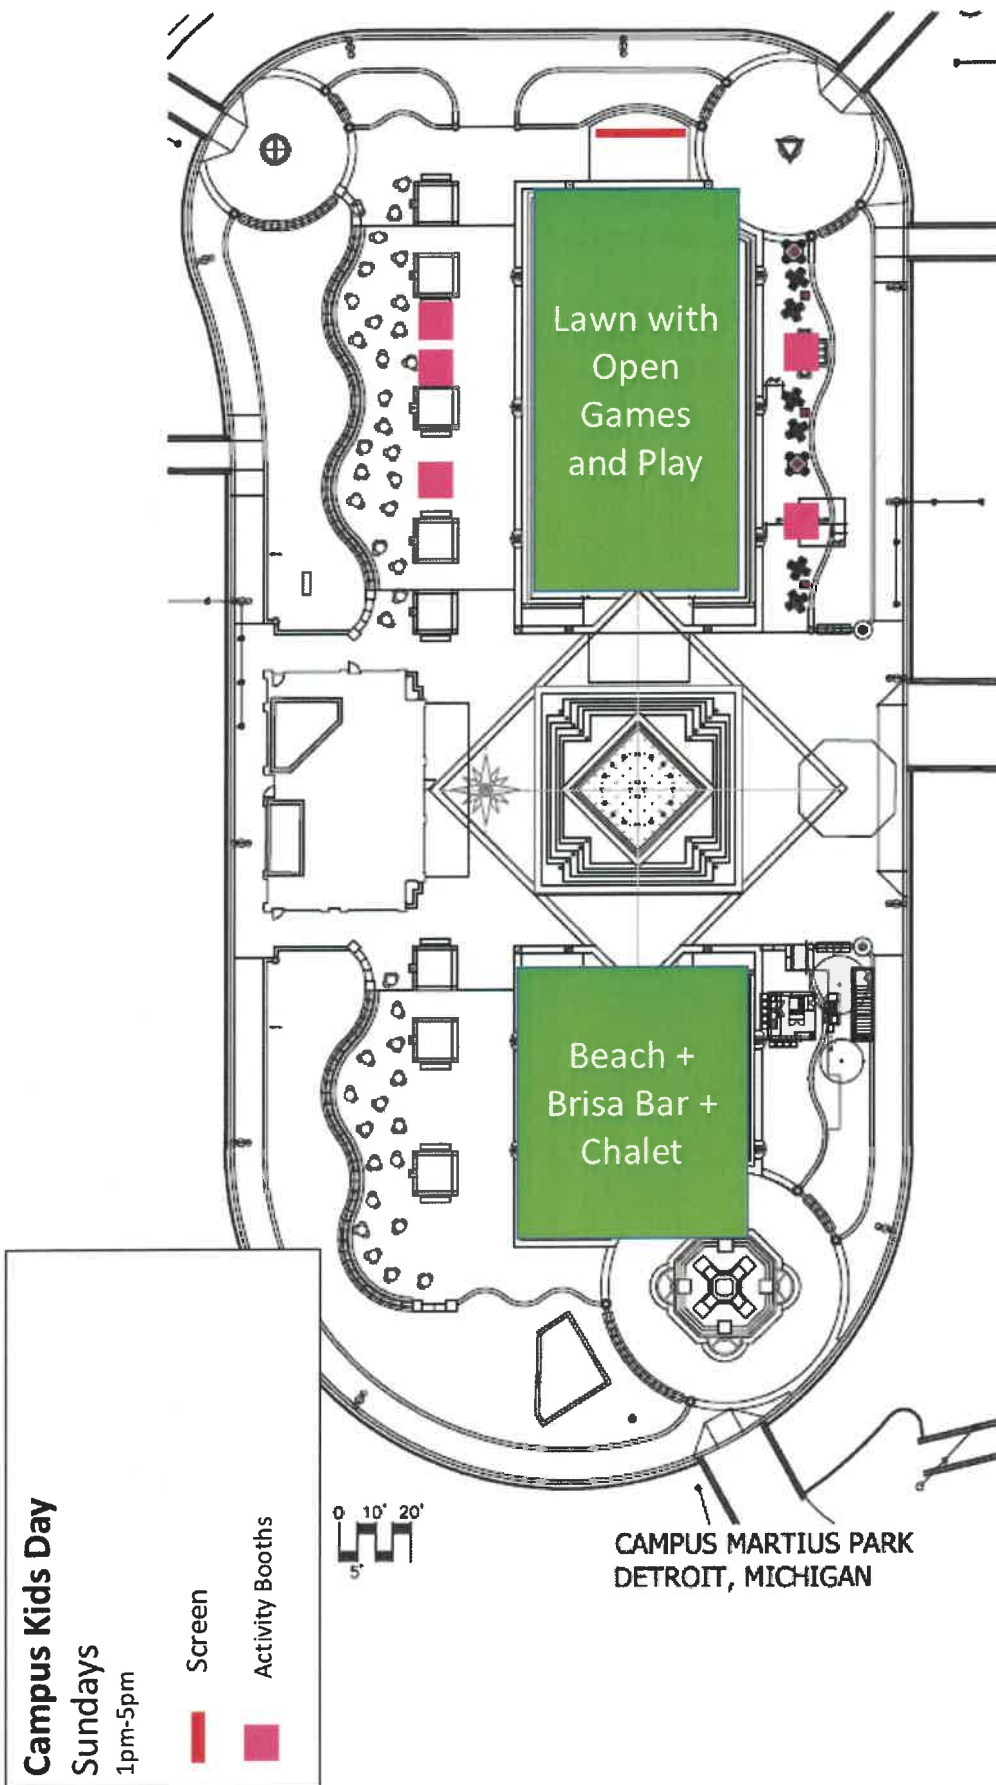 Lawn with
Open
Games
and Play
Beach +
Brisa Bar +
Chalet
0 10' 20'
5'
CAMPUS MARTIUS PARK
DETROIT, MICHIGAN
Campus Kids Day
Sundays
1pm-5pm
Screen
Activity Booths